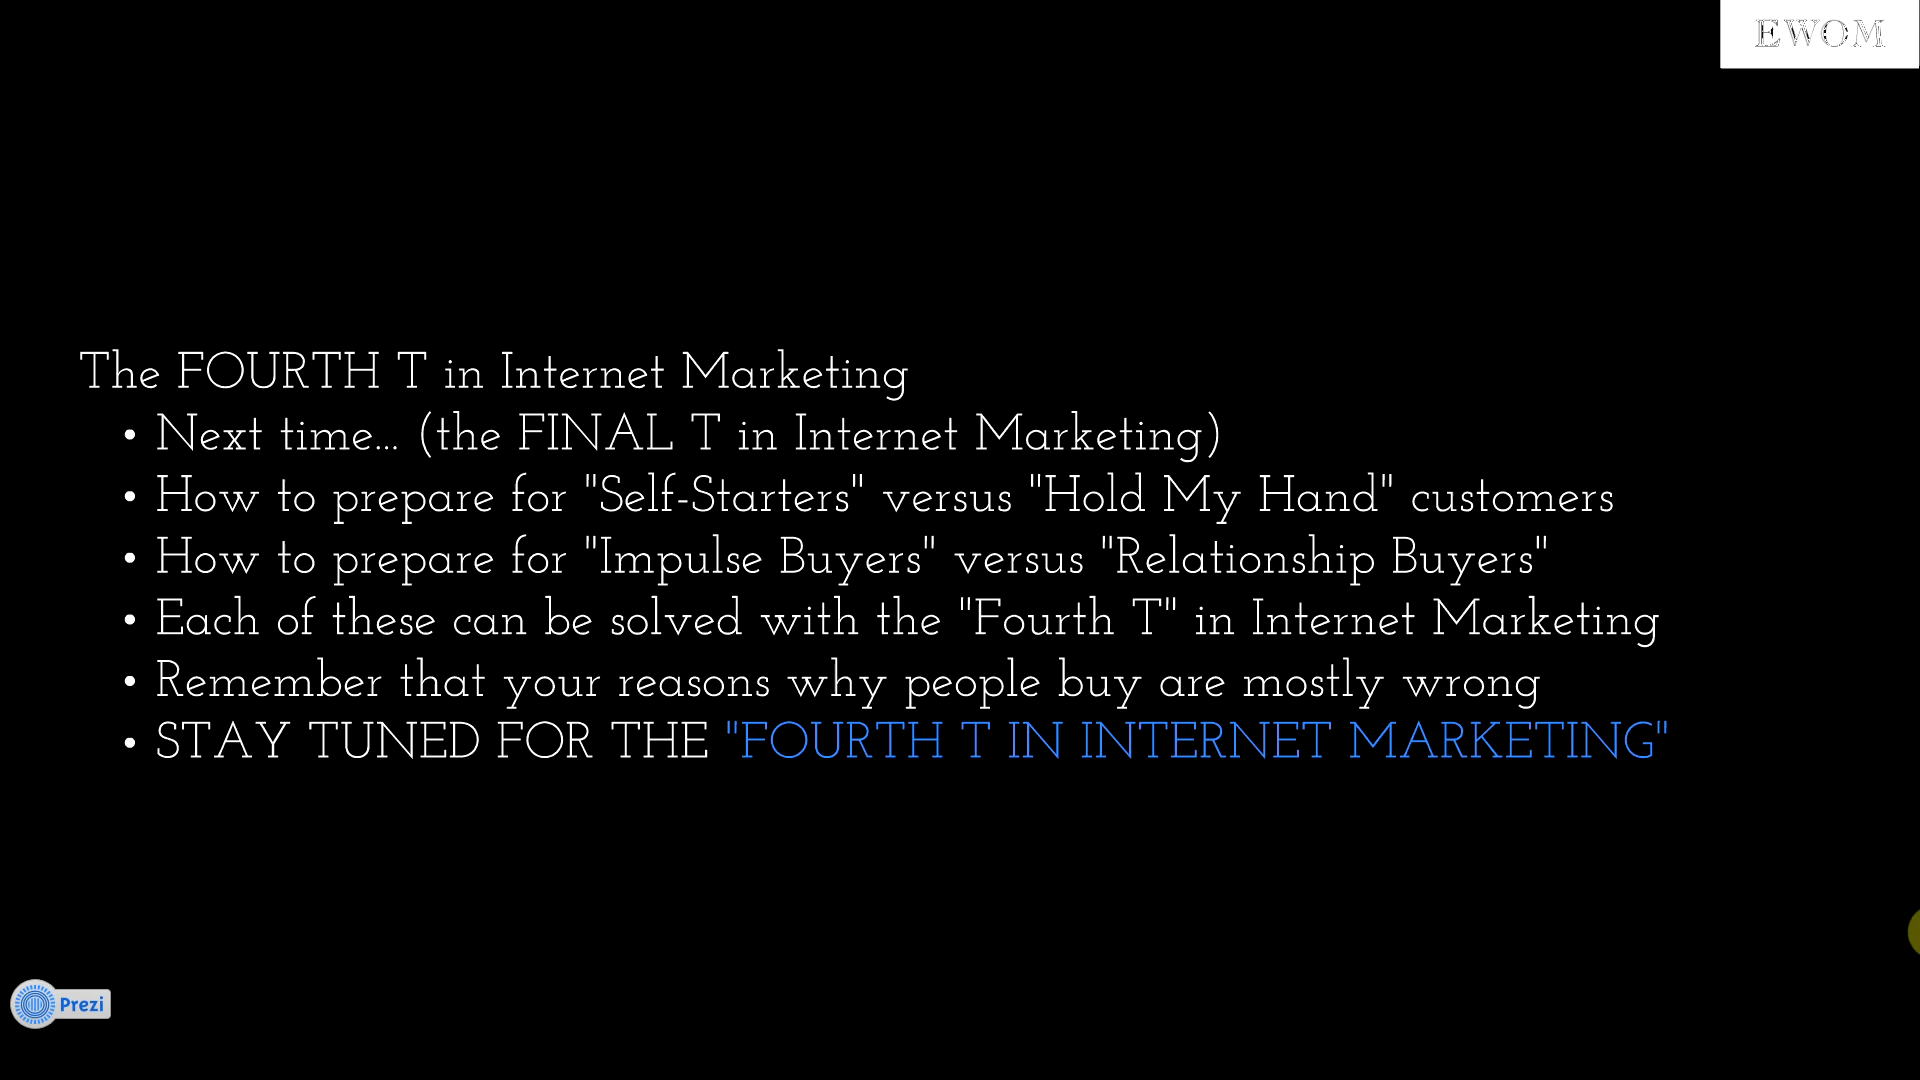 EWOM
The FOURTH T in Internet Marketing
• Next time... (the FINAL T in Internet Marketing)
• How to prepare for "Self-Starters" versus "Hold My Hand" customers
• How to prepare for "Impulse Buyers" versus "Relationship Buyers"
• Each of these can be solved with the "Fourth T" in Internet Marketing
• Remember that your reasons why people buy are mostly wrong
• STAY TUNED FOR THE "FOURTH T IN INTERNET MARKETING"
Prezi